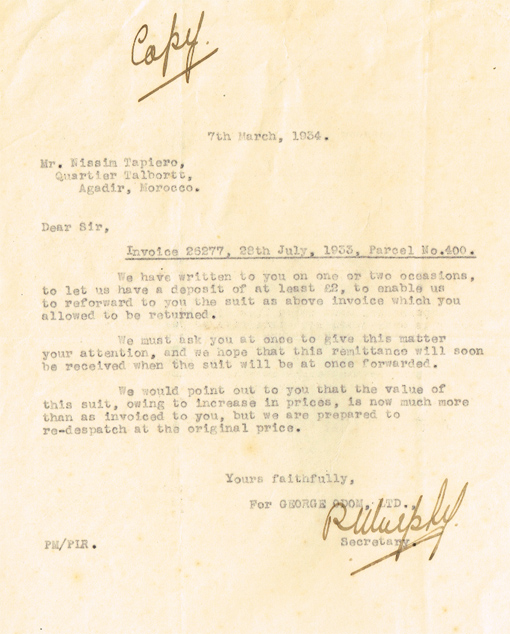 Copy.
7th March, 1934.
Mr. Nissim Tapiero,
Quartier Talbortt,
Agadir, Morocco.
Dear Sir,
Invoice 26277, 28th July, 1933, Parcel No.400.
We have written to you on one or two occasions,
to let us have a deposit of at least £2, to enable us
to reforward to you the suit as above invoice which you
allowed to be returned.
We must ask you at once to give this matter
your attention, and we hope that this remittance will soon
be received when the suit will be at once forwarded.
We would point out to you that the value of
this suit, owing to increase in prices, is now much more
than as invoiced to you, but we are prepared to
re-despatch at the original price.
Yours faithfully,
For GEORGE ODOM, LTD.,
Murphy
Secretary.
PM/PIR.